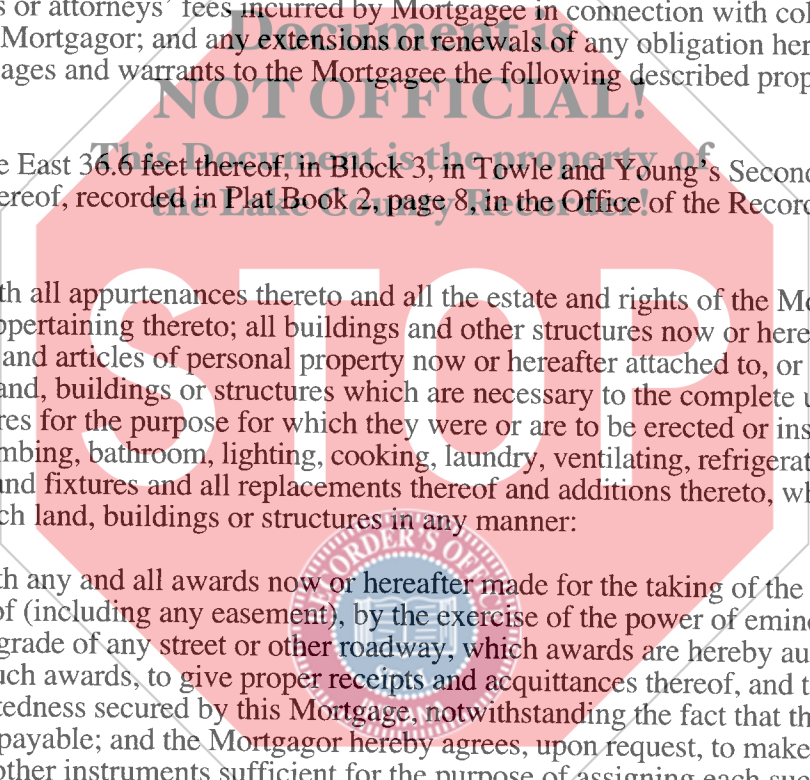 s or attorneys' fees incurred by Mortgagee in connection with col
Document is
Mortgagor; and any extensions or renewals of any obligation her
ages and warrants to the Mortgagee the following described prop
NOT OFFICIAL!
This Document is the property of
e East 36.6 feet thereof, in Block 3, in Towle and Young's Second
the Lake County Recorder!
ereof, recorded in Plat Book 2, page 8, in the Office of the Record
STOP
th all appurtenances thereto and all the estate and rights of the Mo
ppertaining thereto; all buildings and other structures now or here
and articles of personal property now or hereafter attached to, or
and, buildings or structures which are necessary to the complete u
res for the purpose for which they were or are to be erected or ins
mbing, bathroom, lighting, cooking, laundry, ventilating, refrigerat
and fixtures and all replacements thereof and additions thereto, wh
ch land, buildings or structures in any manner:
RECORDER'S OFFICE
th any and all awards now or hereafter made for the taking of the
of (including any easement), by the exercise of the power of emine
grade of any street or other roadway, which awards are hereby au
uch awards, to give proper receipts and acquittances thereof, and t
tedness secured by this Mortgage, notwithstanding the fact that th
payable; and the Mortgagor hereby agrees, upon request, to make
other instruments sufficient for the purpose of assigning each such